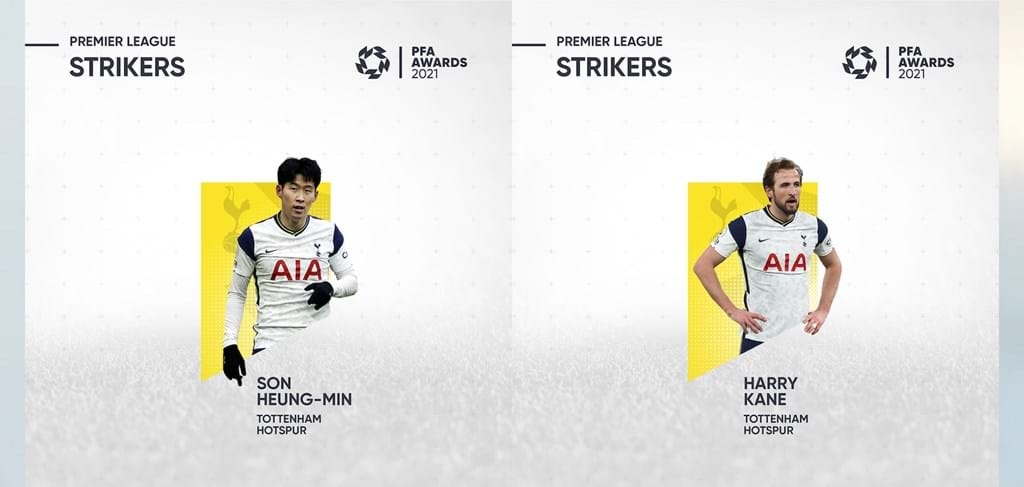 PREMIER LEAGUE
STRIKERS
PFA
AWARDS
2021
AIA
SON
HEUNG-MIN
TOTTENHAM
HOTSPUR
PREMIER LEAGUE
STRIKERS
PFA
AWARDS
2021
AIA
HARRY
KANE
TOTTENHAM
HOTSPUR